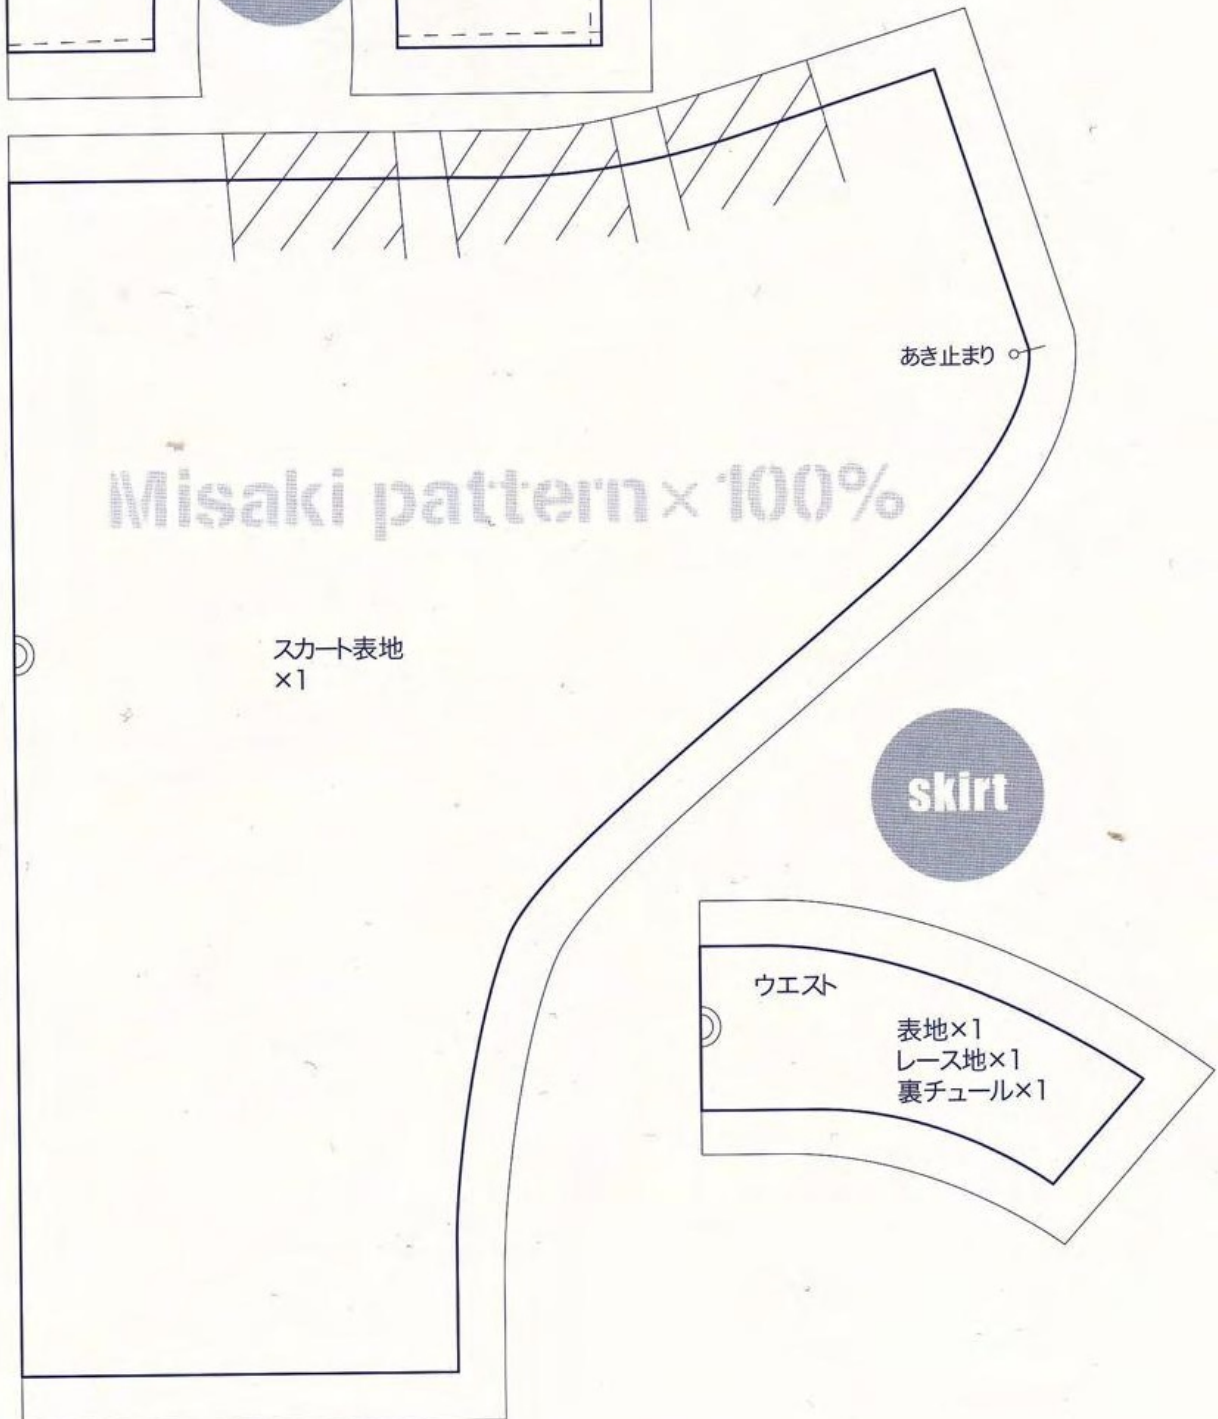 あき止まり
Misaki pattern×100%
スカート表地
×1
skirt
ウエスト
表地×1
レース地×1
裏チュール×1